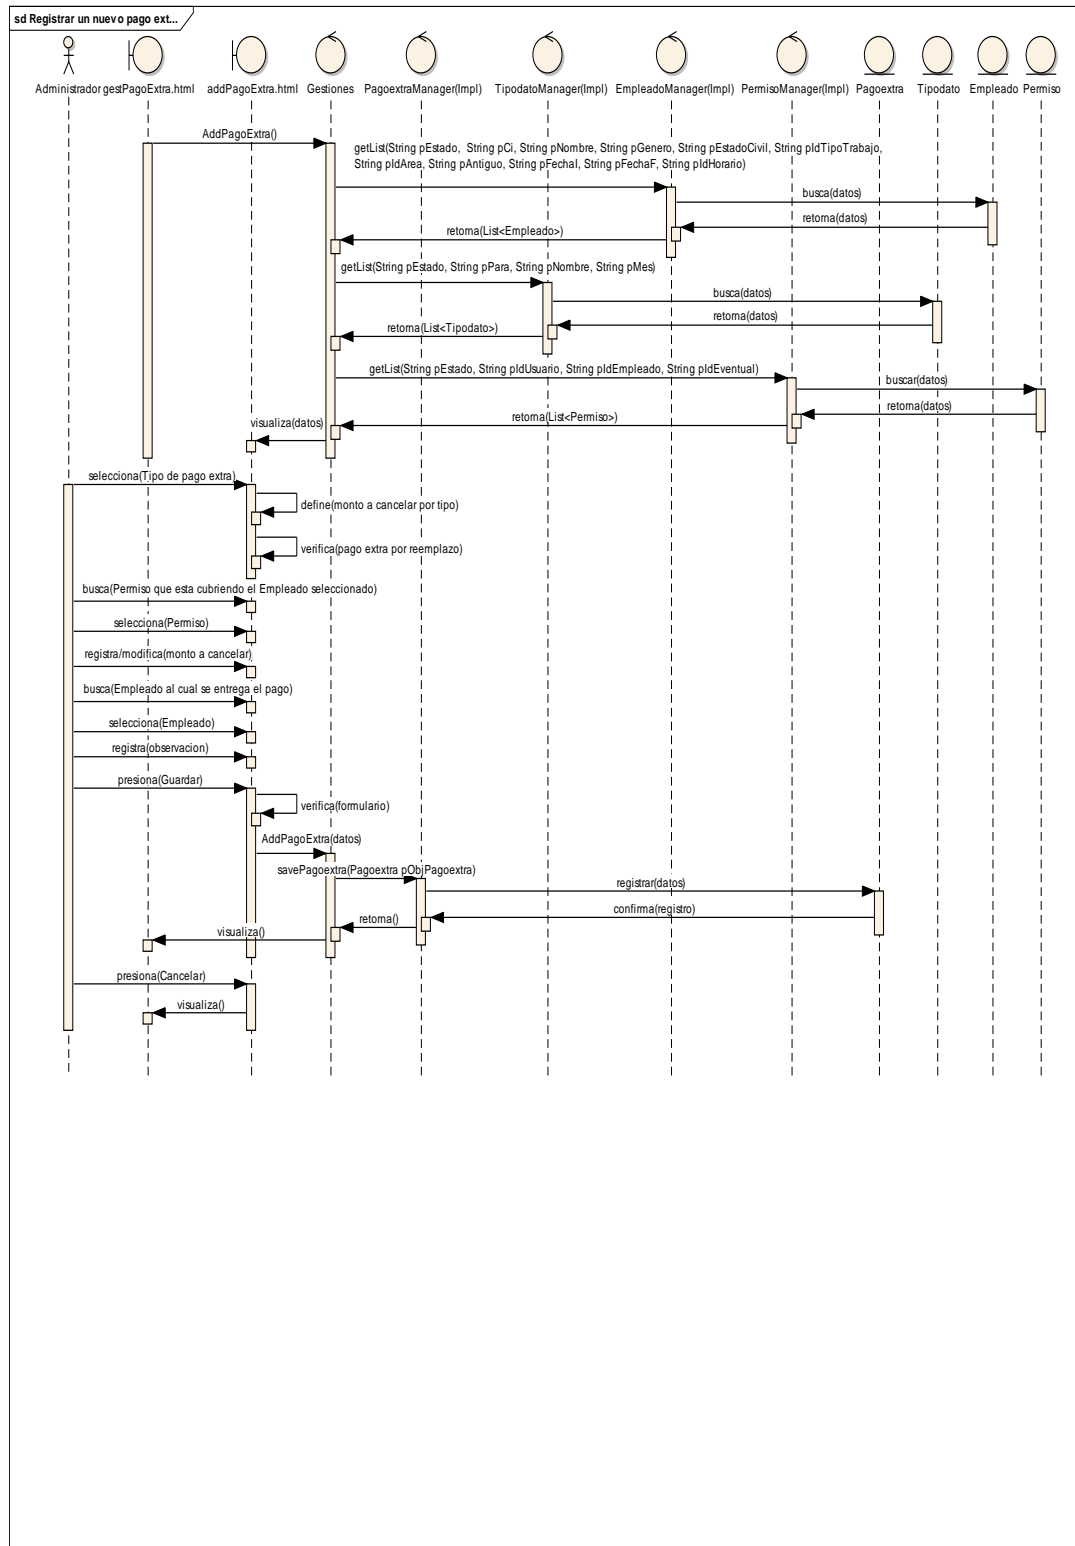 sd Registrar un nuevo pago ext...
Administrador gestPagoExtra.html addPagoExtra.html Gestiones PagoextraManager(Impl) TipodatoManager(Impl) EmpleadoManager(Impl) PermisoManager(Impl) Pagoextra Tipodato Empleado Permiso
AddPagoExtra()
getList(String pEstado, String pCi, String pNombre, String pGenero, String pEstadoCivil, String pIdTipoTrabajo,
String pIdArea, String pAntiguo, String pFechaI, String pFechaF, String pIdHorario)
busca(datos)
retorna(datos)
retorna(List<Empleado>)
getList(String pEstado, String pPara, String pNombre, String pMes)
busca(datos)
retorna(datos)
retorna(List<Tipodato>)
getList(String pEstado, String pIdUsuario, String pIdEmpleado, String pIdEventual)
buscar(datos)
retorna(datos)
retorna(List<Permiso>)
visualiza(datos)
selecciona(Tipo de pago extra)
define(monto a cancelar por tipo)
verifica(pago extra por reemplazo)
busca(Permiso que esta cubriendo el Empleado seleccionado)
selecciona(Permiso)
registra/modifica(monto a cancelar)
busca(Empleado al cual se entrega el pago)
selecciona(Empleado)
registra(observacion)
presiona(Guardar)
verifica(formulario)
AddPagoExtra(datos)
savePagoextra(Pagoextra pObjPagoextra)
registrar(datos)
confirma(registro)
retorna()
visualiza()
presiona(Cancelar)
visualiza()